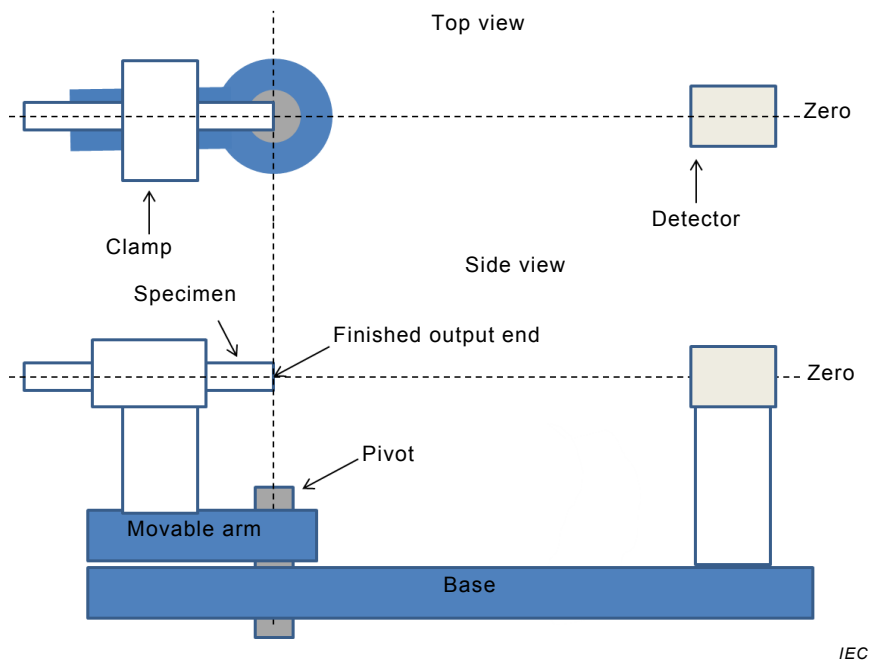 Top view
Zero
Detector
Clamp
Side view
Specimen
Finished output end
Zero
Pivot
Movable arm
Base
IEC